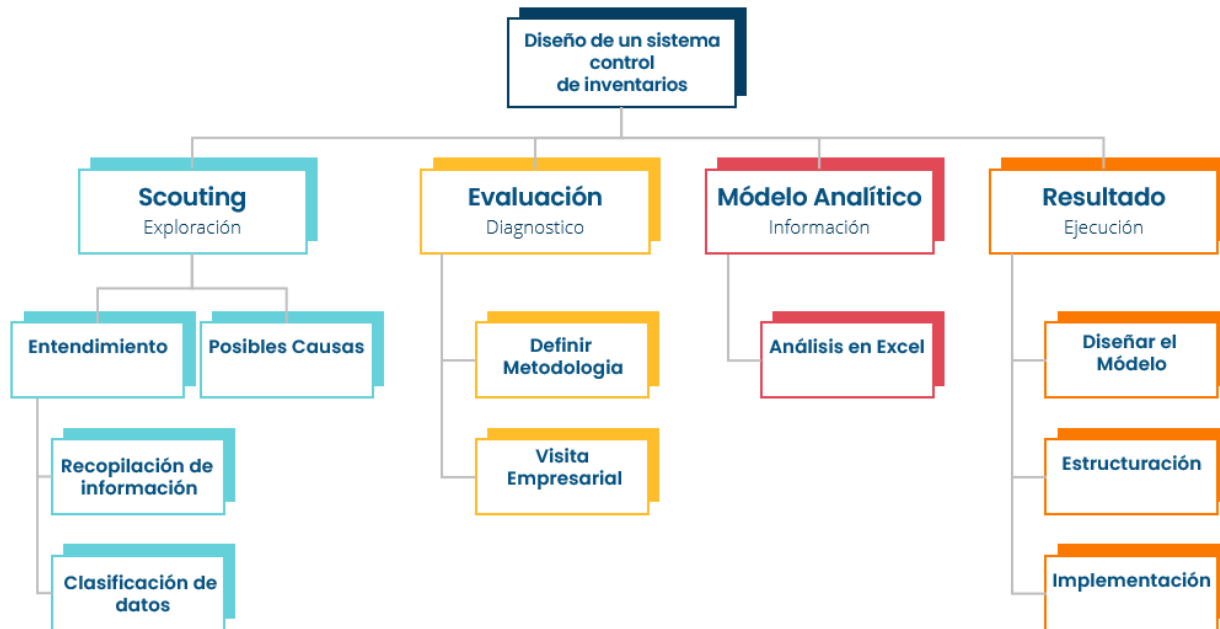 Diseño de un sistema
control
de inventarios
Scouting
Exploración
Evaluación
Diagnostico
Módelo Analítico
Información
Resultado
Ejecución
Entendimiento
Posibles Causas
Definir
Metodologia
Análisis en Excel
Diseñar el
Módelo
Recopilación de
información
Visita
Empresarial
Estructuración
Clasificación de
datos
Implementación